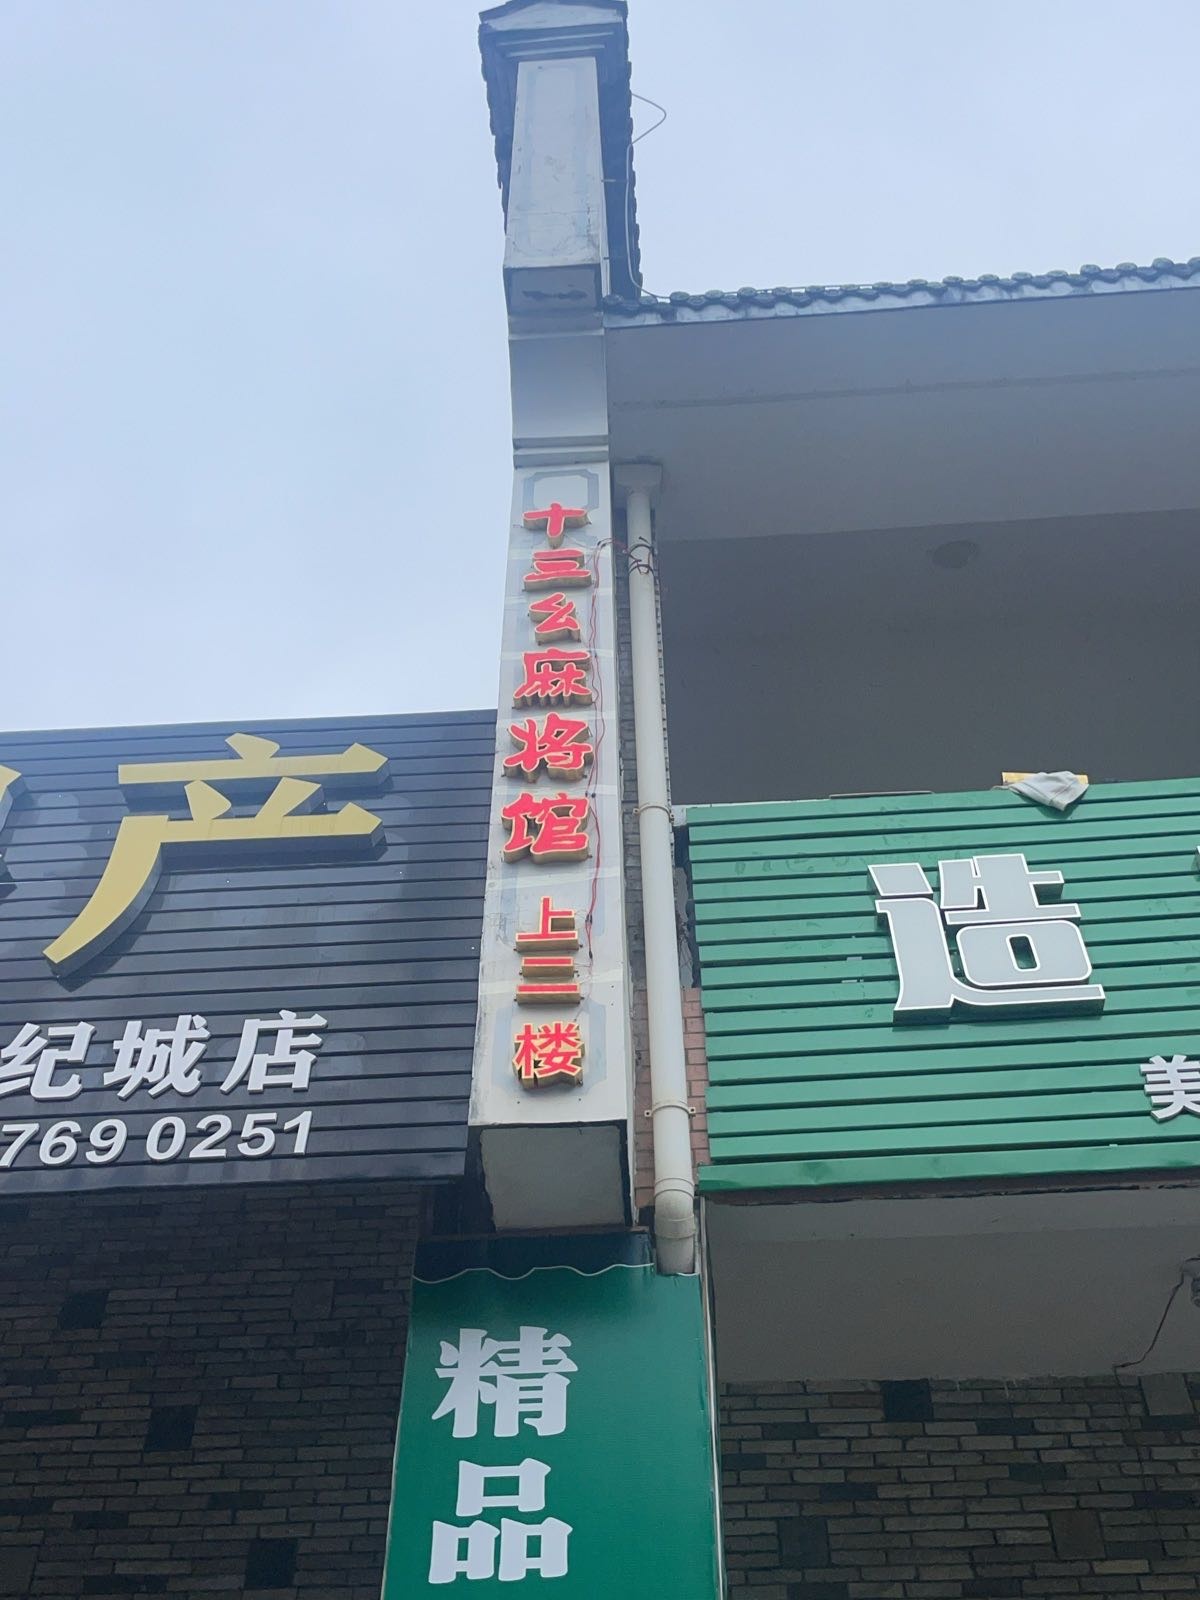 十三幺麻将馆 上二楼
产
纪城店
769 0251
造
美
精品